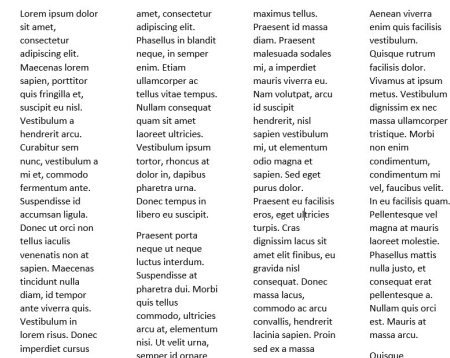 Lorem ipsum dolor
sit amet,
consectetur
adipiscing elit.
Maecenas lorem
sapien, porttitor
quis fringilla et,
suscipit eu nisl.
Vestibulum a
hendrerit arcu.
Curabitur sem
nunc, vestibulum a
mi et, commodo
fermentum ante.
Suspendisse id
accumsan ligula.
Donec ut orci non
tellus iaculis
venenatis non at
sapien. Maecenas
tincidunt nulla
diam, id tempor
ante viverra quis.
Vestibulum in
lorem risus. Donec
imperdiet cursus
amet, consectetur
adipiscing elit.
Phasellus in blandit
neque, in semper
enim. Etiam
ullamcorper ac
tellus vitae tempus.
Nullam consequat
quam sit amet
laoreet ultricies.
Vestibulum ipsum
tortor, rhoncus at
dolor in, dapibus
pharetra urna.
Donec tempus in
libero eu suscipit.
Praesent porta
neque ut neque
luctus interdum.
Suspendisse at
pharetra dui. Morbi
quis tellus
commodo, ultricies
arcu at, elementum
nisi. Ut velit urna,
semper id ornare
maximus tellus.
Praesent id massa
diam. Praesent
malesuada sodales
mi, a imperdiet
mauris viverra eu.
Nam volutpat, arcu
id suscipit
hendrerit, nisl
sapien vestibulum
mi, ut elementum
odio magna et
sapien. Sed eget
purus dolor.
Praesent eu facilisis
eros, eget ultricies
turpis. Cras
dignissim lacus sit
amet elit finibus, eu
gravida nisl
consequat. Donec
massa lacus,
commodo ac arcu
convallis, hendrerit
lacinia sapien. Proin
sed ex a massa
Aenean viverra
enim quis facilisis
vestibulum.
Quisque rutrum
facilisis dolor.
Vivamus at ipsum
metus. Vestibulum
dignissim ex nec
massa ullamcorper
tristique. Morbi
non enim
condimentum,
condimentum mi
vel, faucibus velit.
In eu facilisis quam.
Pellentesque vel
magna at mauris
laoreet molestie.
Phasellus mattis
nulla justo, et
consequat erat
pellentesque a.
Nullam quis orci
est. Mauris at
massa arcu.
Quisque